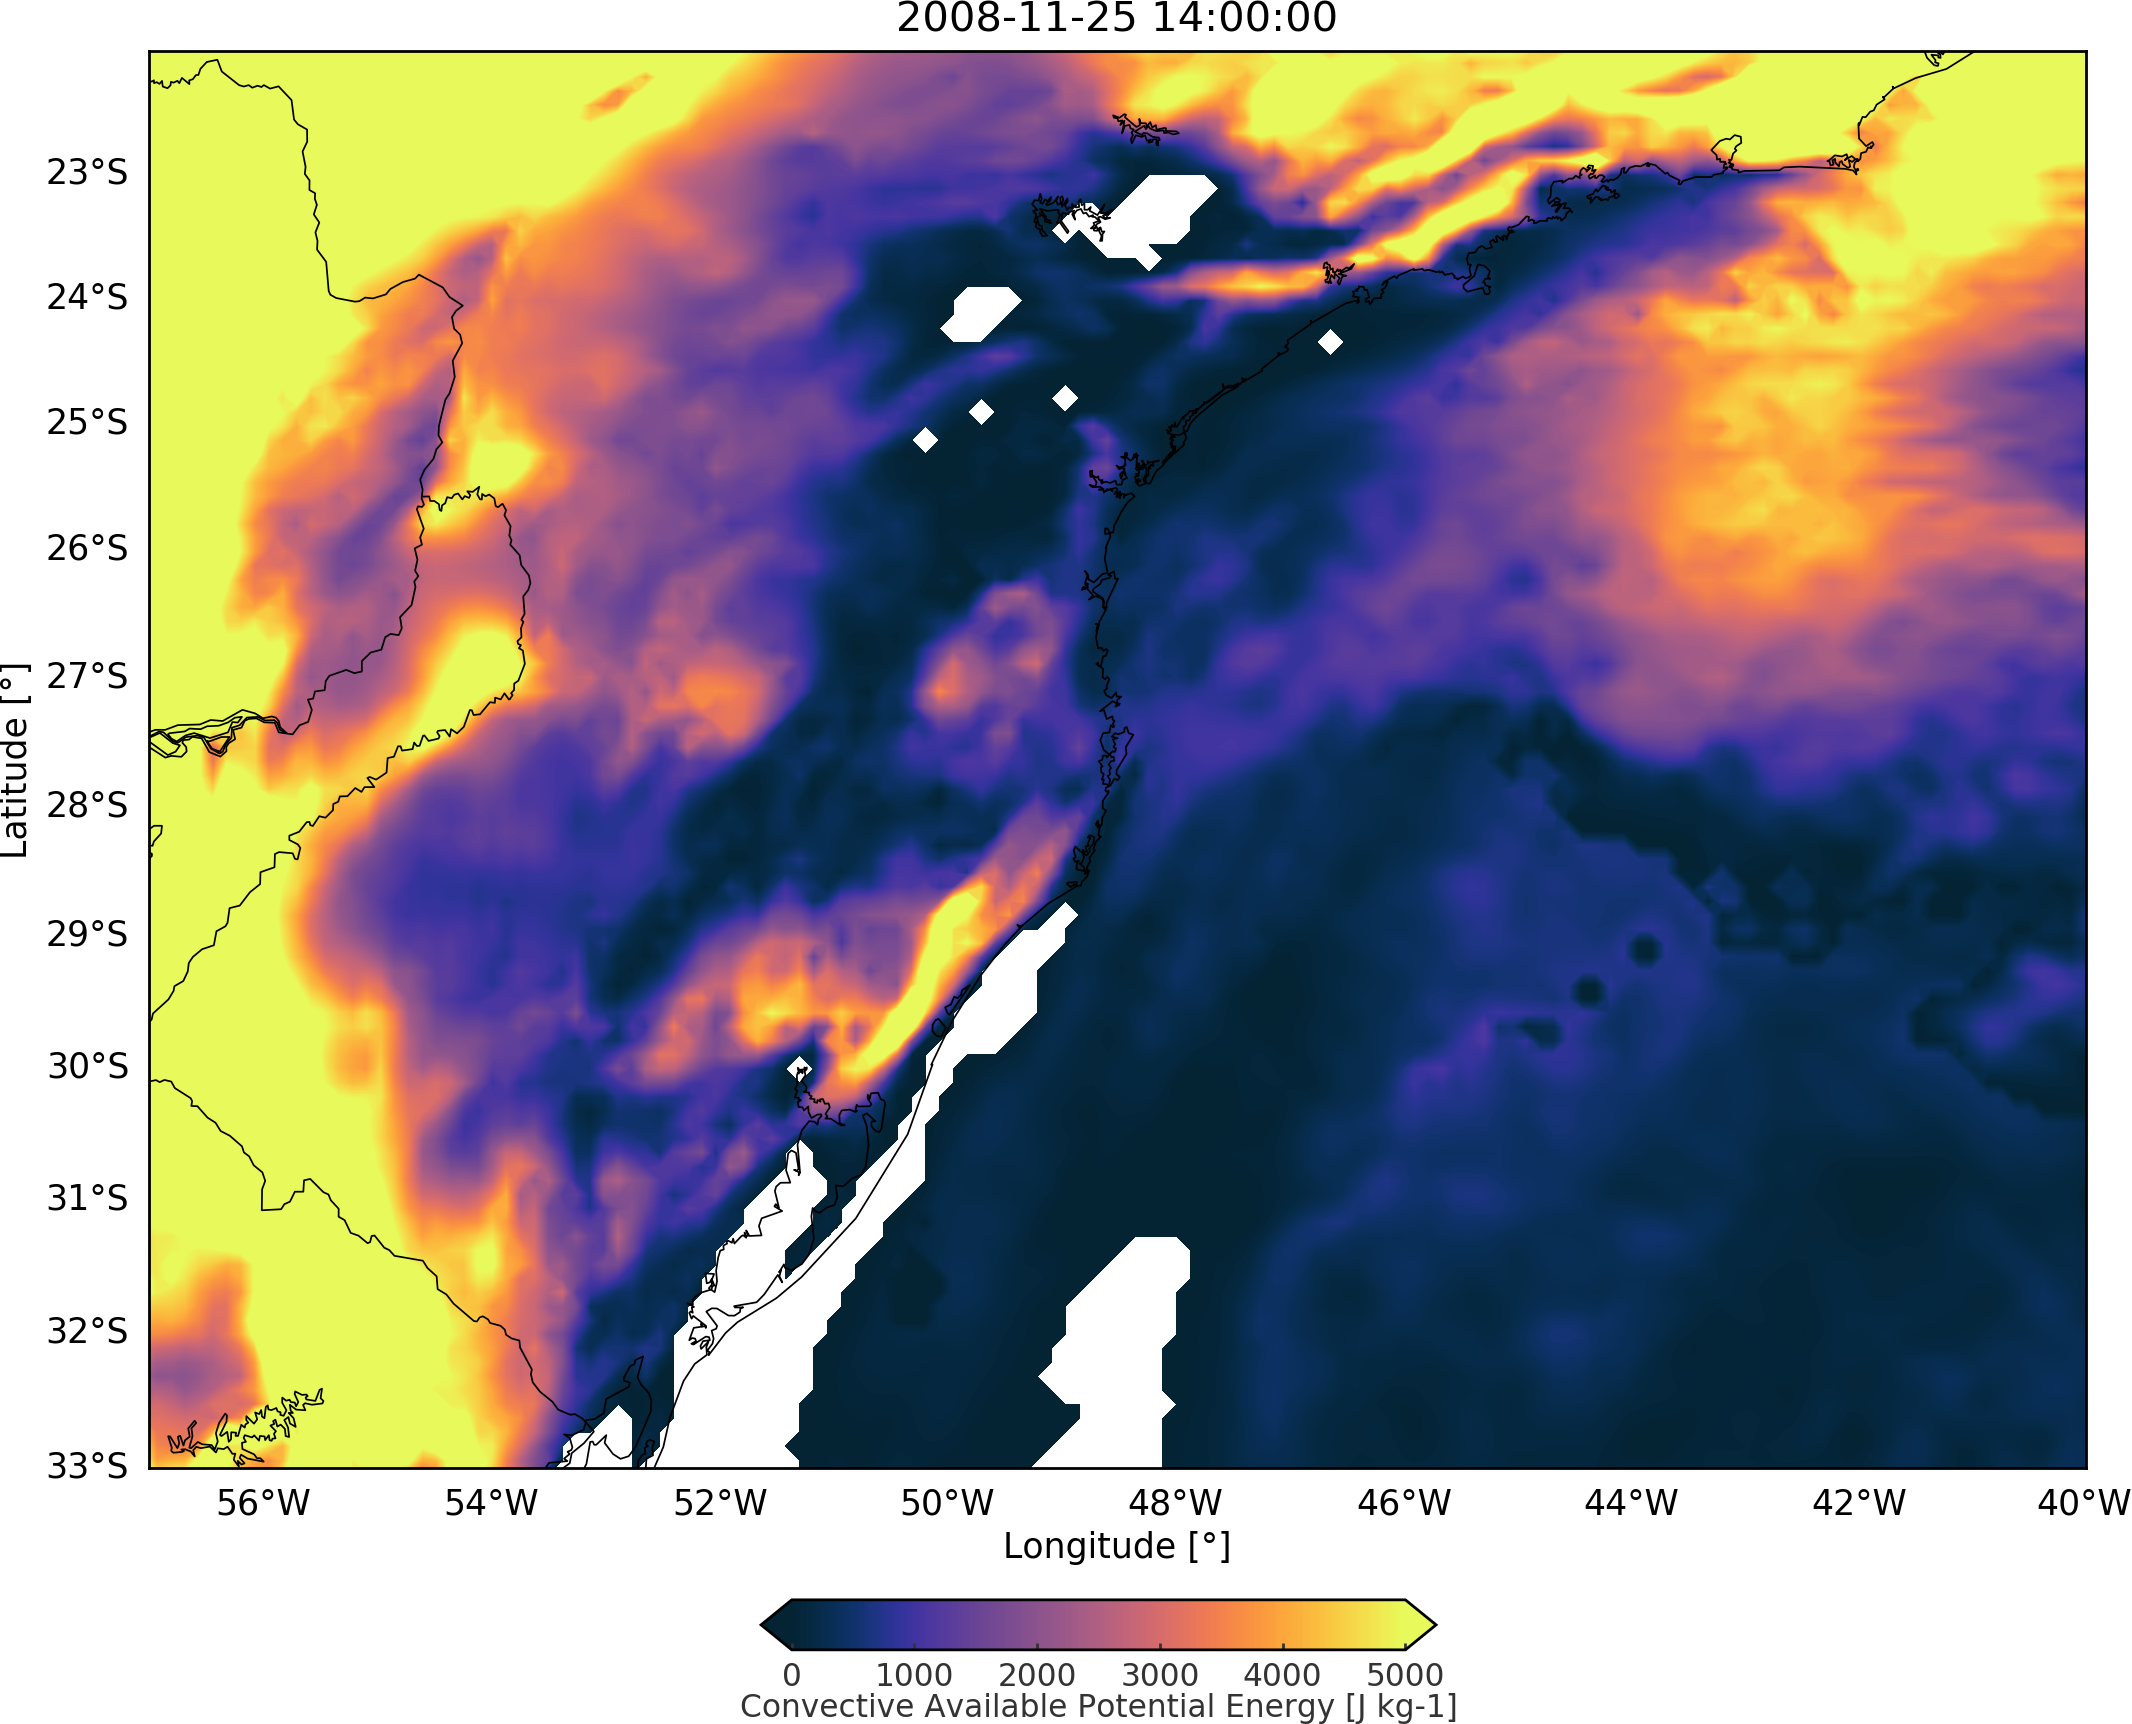 2008-11-25 14:00:00
23°S
24°S
25°S
26°S
27°S
28°S
29°S
30°S
31°S
32°S
33°S
Latitude [°]
56°W 54°W 52°W 50°W 48°W 46°W 44°W 42°W 40°W
Longitude [°]
0 1000 2000 3000 4000 5000
Convective Available Potential Energy [J kg-1]